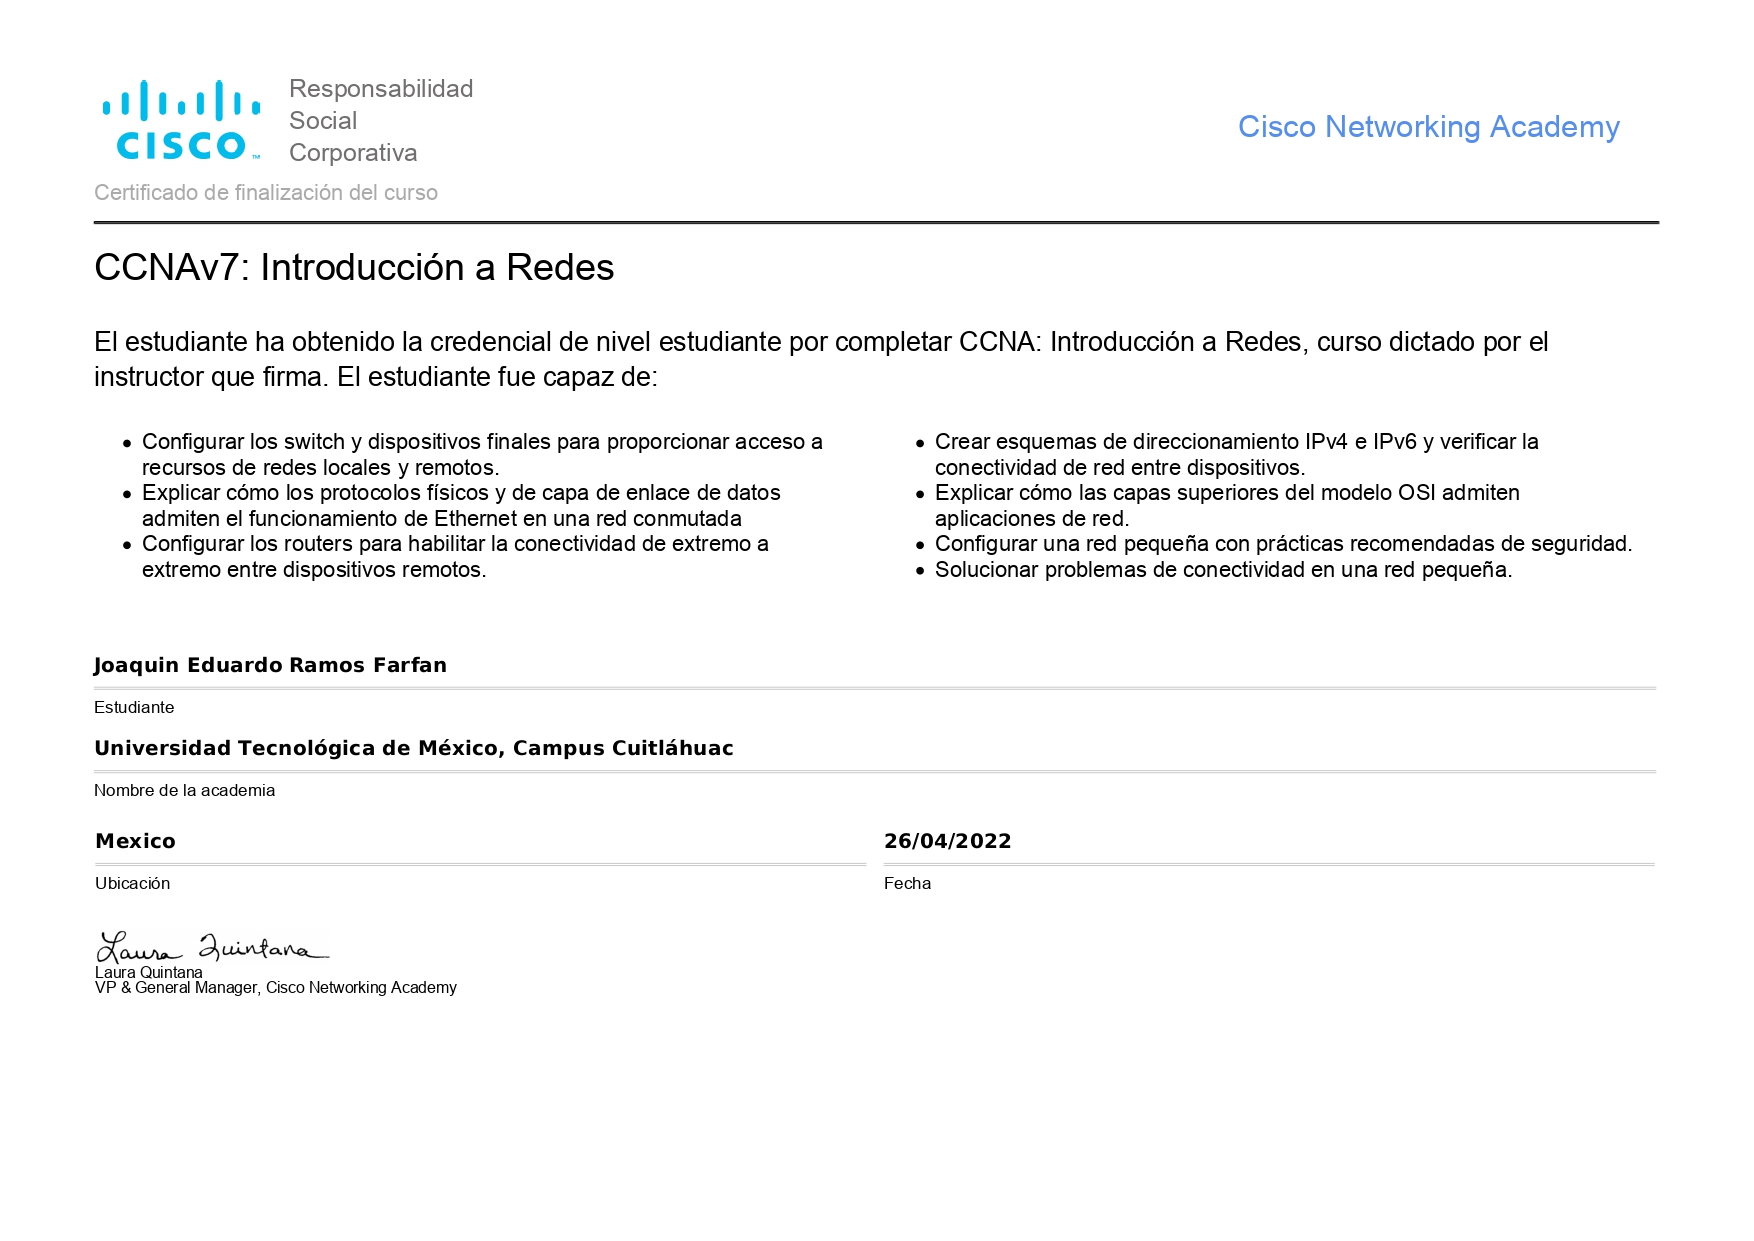 CISCO™
Responsabilidad
Social
Corporativa
Cisco Networking Academy
Certificado de finalización del curso
CCNAv7: Introducción a Redes
El estudiante ha obtenido la credencial de nivel estudiante por completar CCNA: Introducción a Redes, curso dictado por el
instructor que firma. El estudiante fue capaz de:
• Configurar los switch y dispositivos finales para proporcionar acceso a
recursos de redes locales y remotos.
• Explicar cómo los protocolos físicos y de capa de enlace de datos
admiten el funcionamiento de Ethernet en una red conmutada
• Configurar los routers para habilitar la conectividad de extremo a
extremo entre dispositivos remotos.
• Crear esquemas de direccionamiento IPv4 e IPv6 y verificar la
conectividad de red entre dispositivos.
• Explicar cómo las capas superiores del modelo OSI admiten
aplicaciones de red.
• Configurar una red pequeña con prácticas recomendadas de seguridad.
• Solucionar problemas de conectividad en una red pequeña.
Joaquin Eduardo Ramos Farfan
Estudiante
Universidad Tecnológica de México, Campus Cuitláhuac
Nombre de la academia
Mexico
Ubicación
26/04/2022
Fecha
Laura Quintana
Laura Quintana
VP & General Manager, Cisco Networking Academy